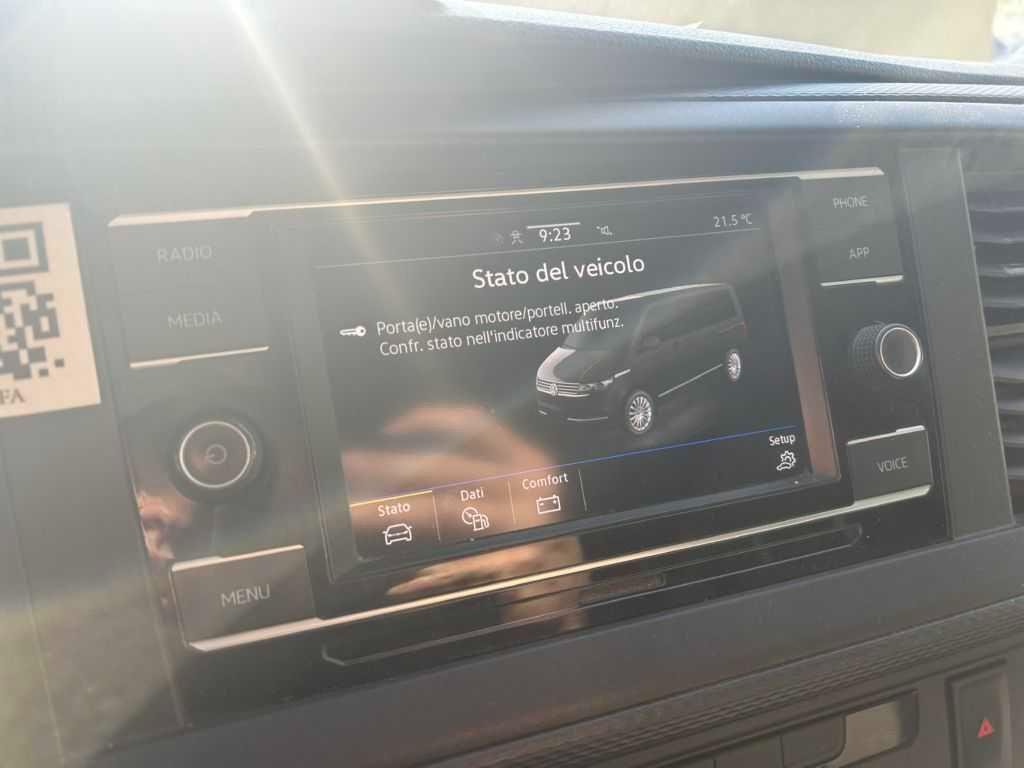 RADIO
MEDIA
MENU
FA
9:23
21.5 °C
Stato del veicolo
Porta(e)/vano motore/portell. aperto.
Confr. stato nell'indicatore multifunz.
Setup
Stato
Dati
Comfort
PHONE
APP
VOICE